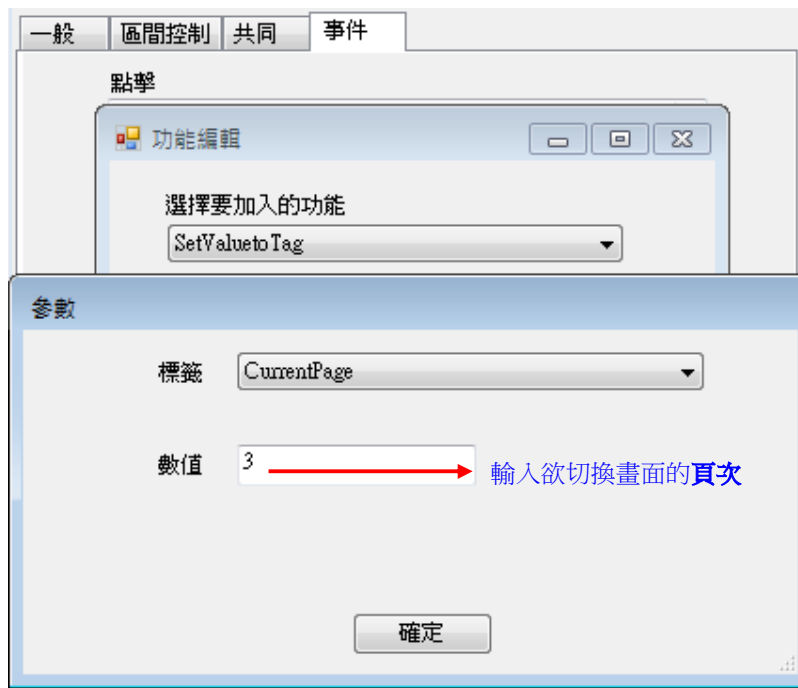 一般 區間控制 共同 事件
點擊
功能編輯
選擇要加入的功能
SetValuetoTag
參數
標籤 CurrentPage
數值 3 輸入欲切換畫面的頁次
確定